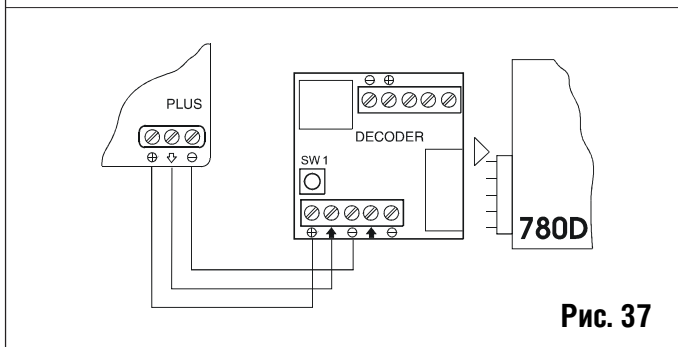 PLUS
⊕ ⇩ ⊖
⊖ ⊕
DECODER
SW 1
⊕ ⬆ ⊖ ⬆ ⊖
780D
Рис. 37